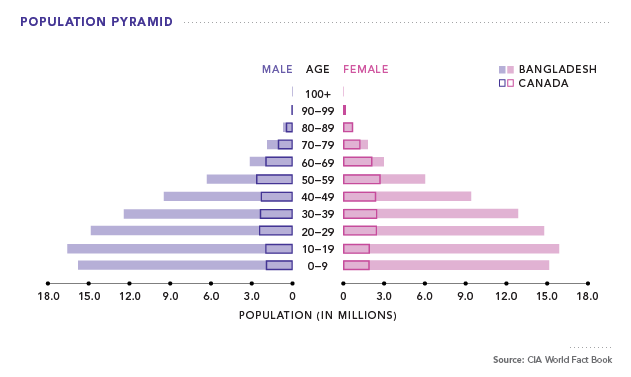 POPULATION PYRAMID
MALE AGE FEMALE
BANGLADESH
CANADA
100+
90–99
80–89
70–79
60–69
50–59
40–49
30–39
20–29
10–19
0–9
18.0 15.0 12.0 9.0 6.0 3.0 0 0 3.0 6.0 9.0 12.0 15.0 18.0
POPULATION (IN MILLIONS)
Source: CIA World Fact Book